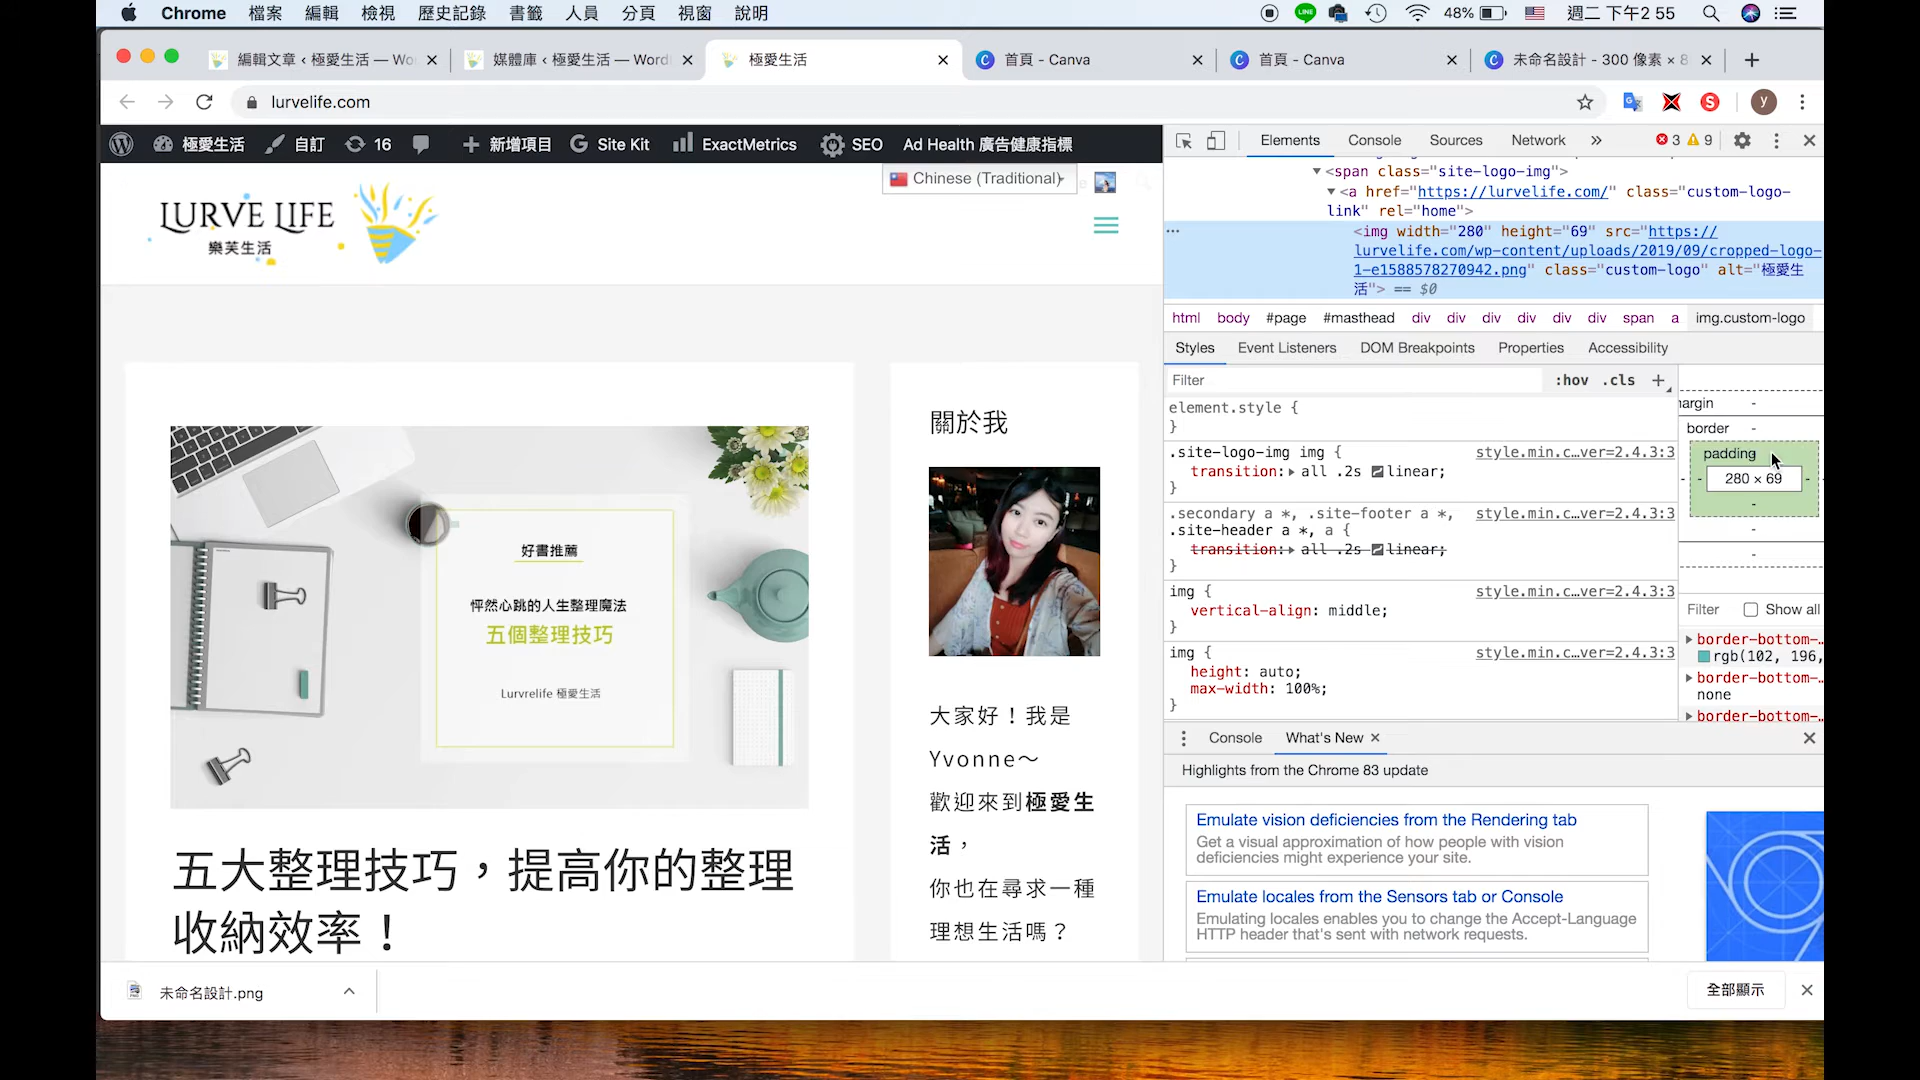 Chrome 檔案 編輯 檢視 歷史記錄 書籤 人員 分頁 視窗 說明 LINE 48% 週二 下午2 55
編輯文章 ‹ 極愛生活 — Wo 媒體庫 ‹ 極愛生活 — Word 極愛生活 首頁 - Canva 首頁 - Canva 未命名設計 - 300 像素 × 8
lurvelife.com
極愛生活 自訂 16 新增項目 Site Kit ExactMetrics SEO Ad Health 廣告健康指標
Chinese (Traditional)
LURVE LIFE
樂芙生活
關於我
好書推薦
怦然心跳的人生整理魔法
五個整理技巧
Lurvrelife 極愛生活
大家好！我是
Yvonne～
歡迎來到極愛生
活，
你也在尋求一種
理想生活嗎？
五大整理技巧，提高你的整理
收納效率！
Elements Console Sources Network » 3 9
<span class="site-logo-img">
<a href="https://lurvelife.com/" class="custom-logo-
link" rel="home">
<img width="280" height="69" src="https://
lurvelife.com/wp-content/uploads/2019/09/cropped-logo-
1-e1588578270942.png" class="custom-logo" alt="極愛生
活"> == $0
html body #page #masthead div div div div div div span a img.custom-logo
Styles Event Listeners DOM Breakpoints Properties Accessibility
Filter :hov .cls +
element.style {
}
.site-logo-img img { style.min.c…ver=2.4.3:3
transition: all .2s linear;
}
.secondary a *, .site-footer a *, style.min.c…ver=2.4.3:3
.site-header a *, a {
transition: all .2s linear;
}
img { style.min.c…ver=2.4.3:3
vertical-align: middle;
}
img { style.min.c…ver=2.4.3:3
height: auto;
max-width: 100%;
}
argin -
border -
padding
- - 280 × 69 -
-
-
-
Filter Show all
border-bottom-…
rgb(102, 196,
border-bottom-…
none
border-bottom-…
Console What's New
Highlights from the Chrome 83 update
Emulate vision deficiencies from the Rendering tab
Get a visual approximation of how people with vision
deficiencies might experience your site.
Emulate locales from the Sensors tab or Console
Emulating locales enables you to change the Accept-Language
HTTP header that's sent with network requests.
未命名設計.png 全部顯示